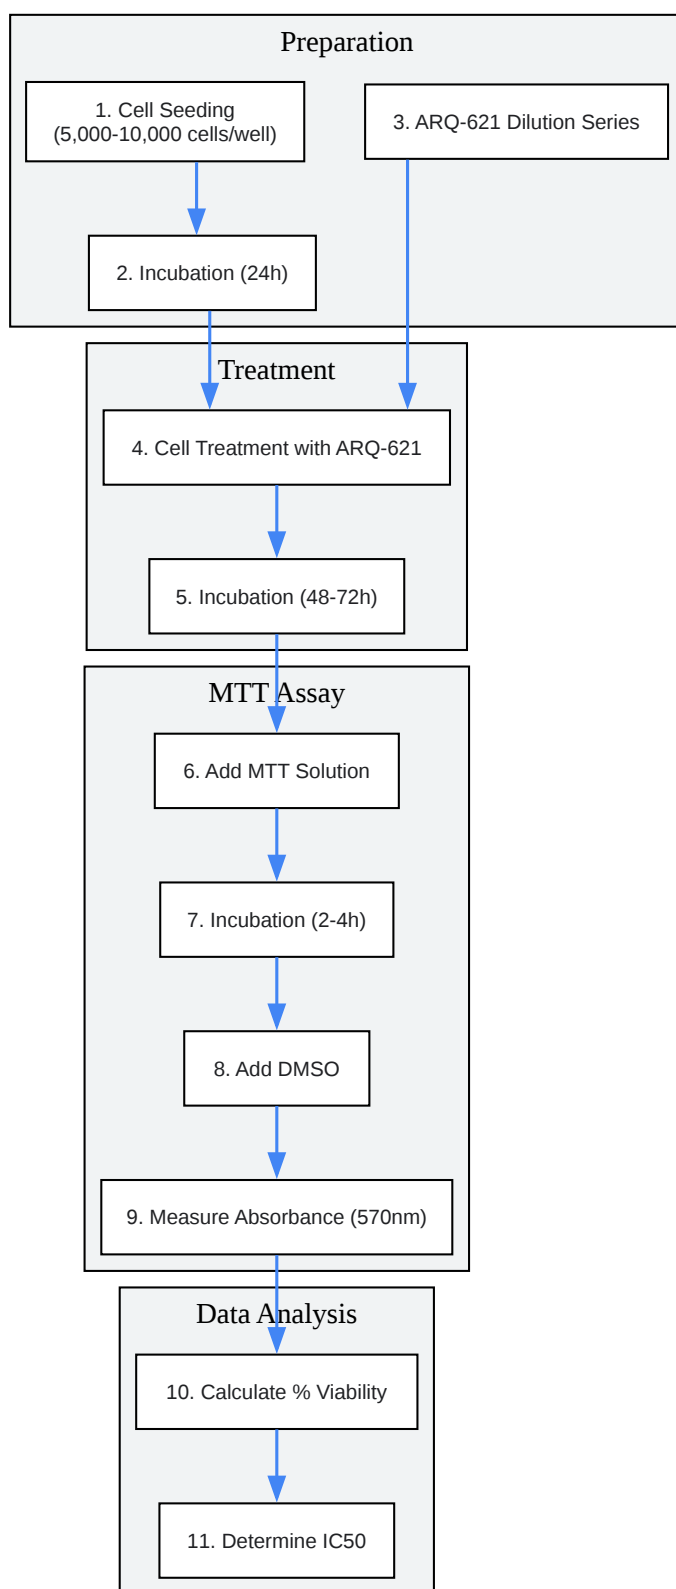 Preparation
1. Cell Seeding
(5,000-10,000 cells/well)
3. ARQ-621 Dilution Series
2. Incubation (24h)
Treatment
4. Cell Treatment with ARQ-621
5. Incubation (48-72h)
MTT Assay
6. Add MTT Solution
7. Incubation (2-4h)
8. Add DMSO
9. Measure Absorbance (570nm)
Data Analysis
10. Calculate % Viability
11. Determine IC50